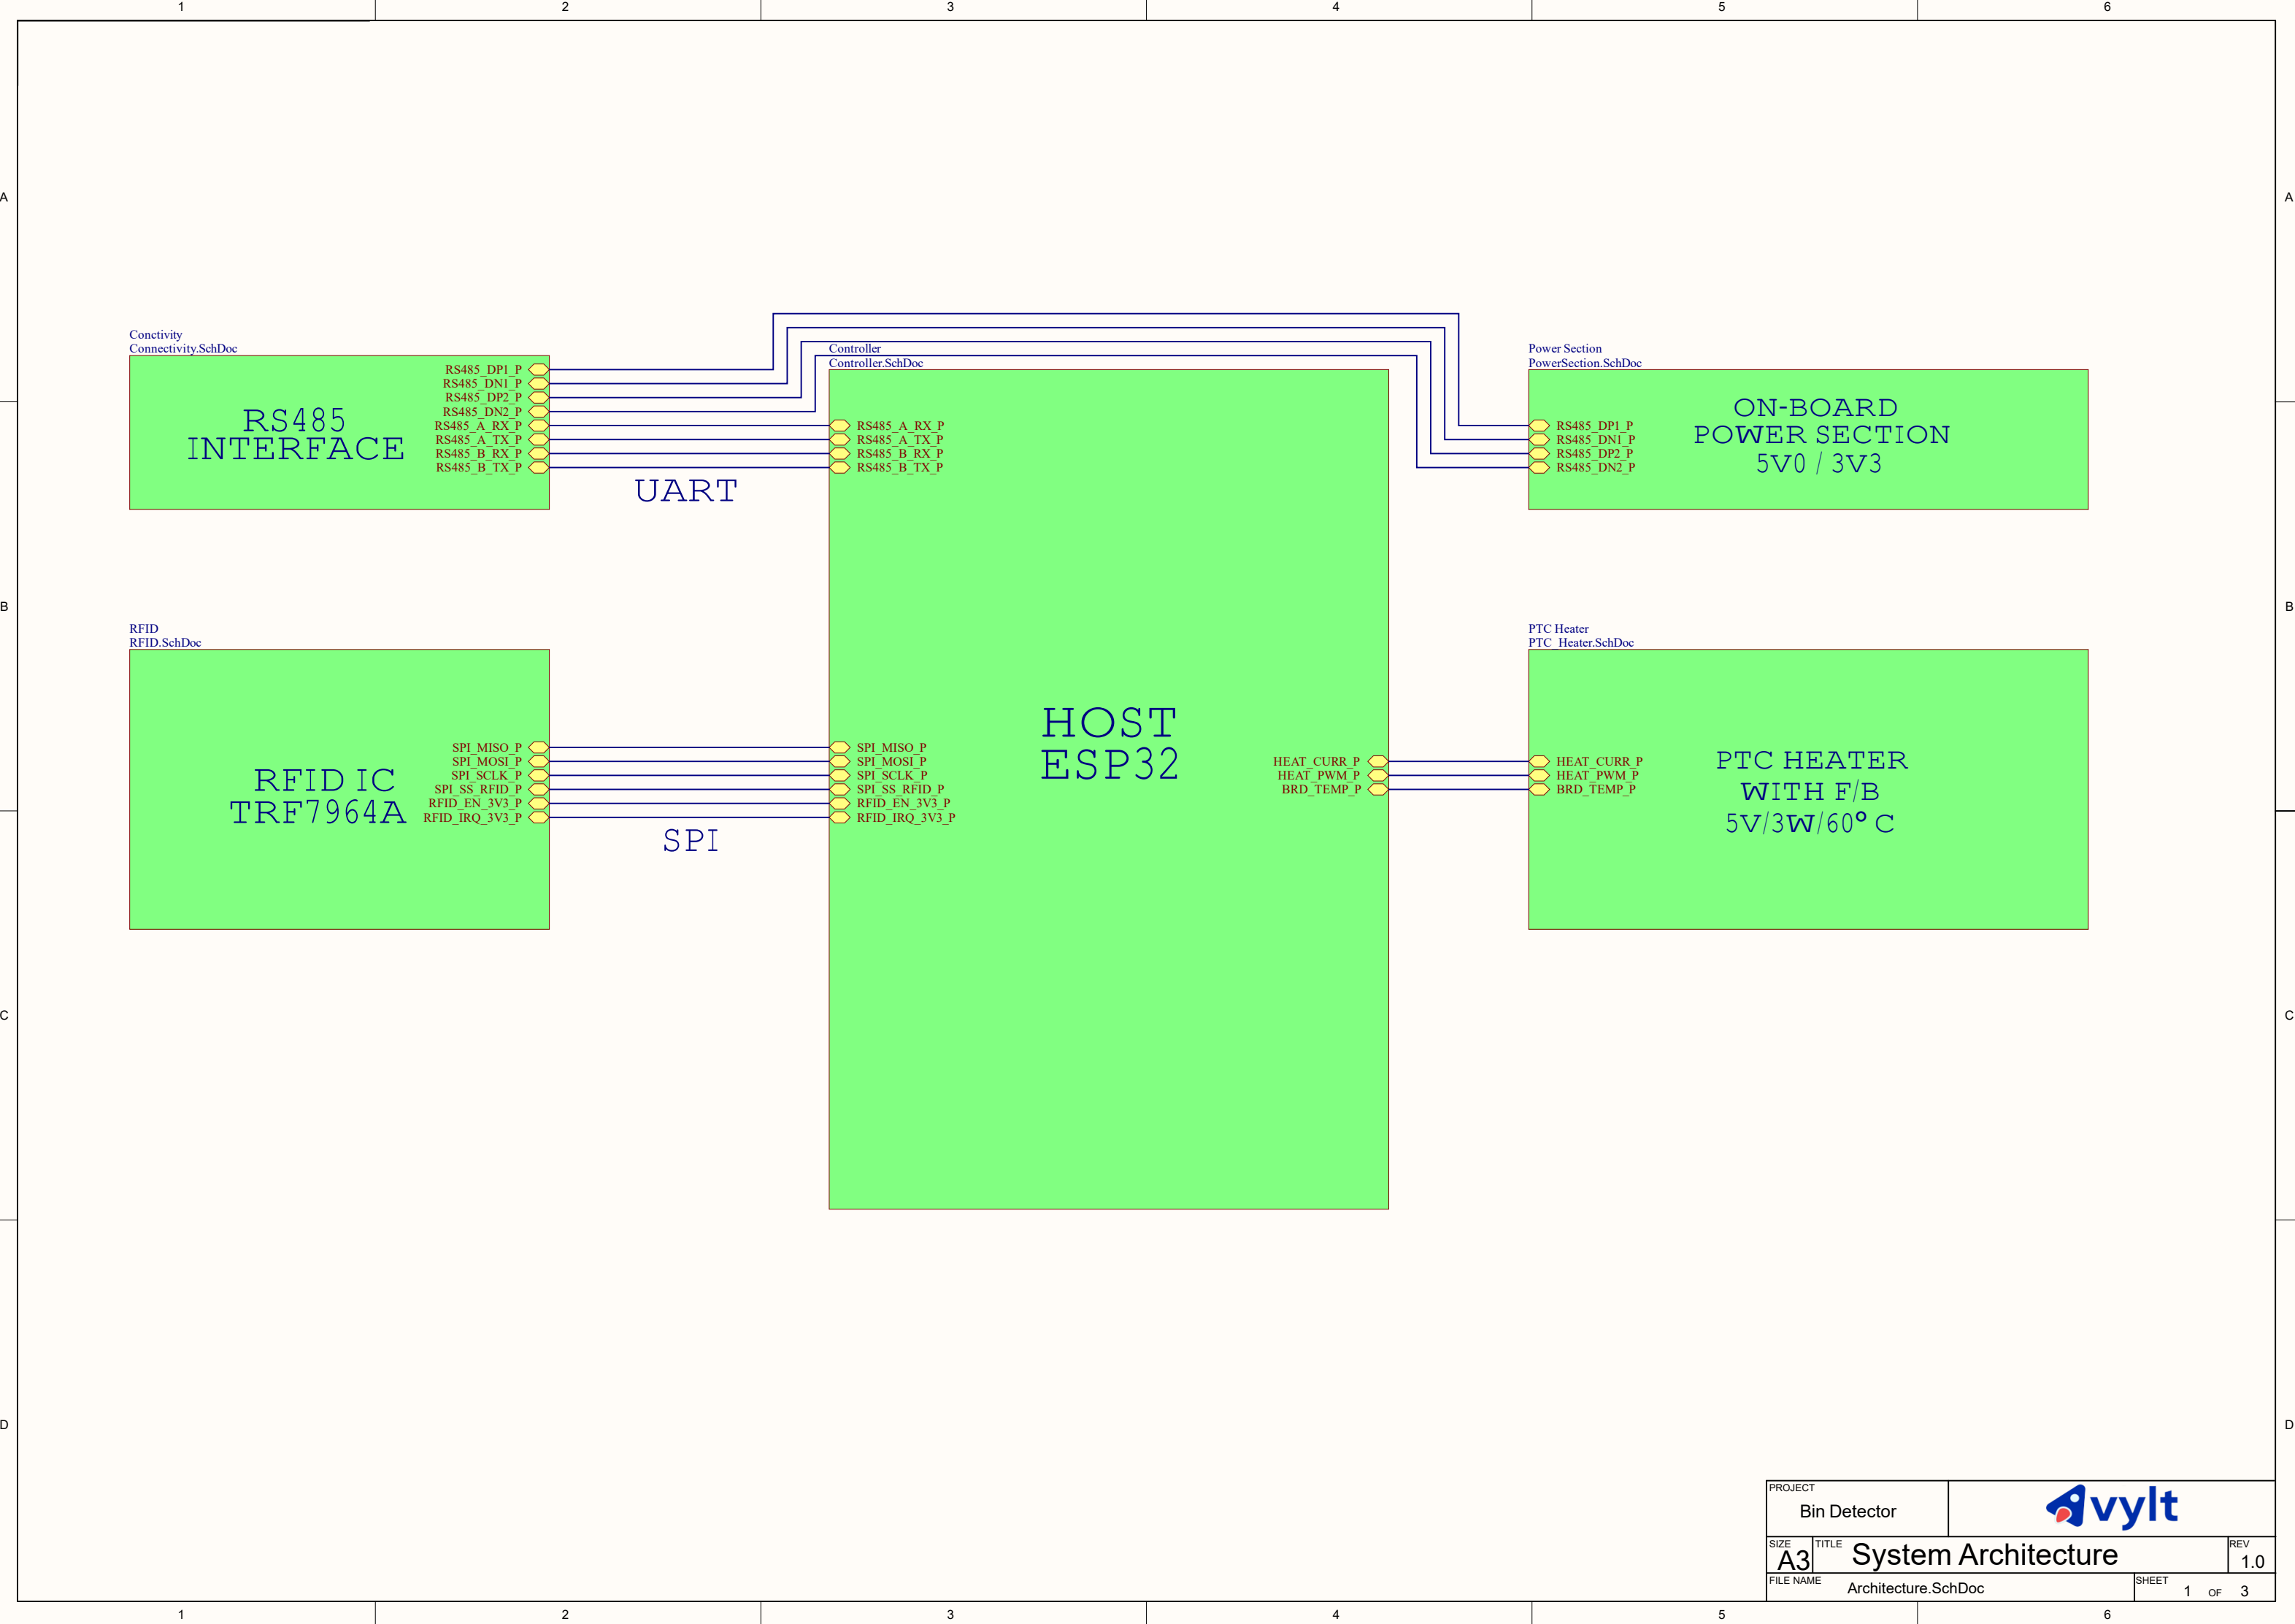 1 2 3 4 5 6
A A
B B
C C
D D
Conctivity
Connectivity.SchDoc
RS485
INTERFACE
RS485_DP1_P
RS485_DN1_P
RS485_DP2_P
RS485_DN2_P
RS485_A_RX_P
RS485_A_TX_P
RS485_B_RX_P
RS485_B_TX_P
UART
Controller
Controller.SchDoc
RS485_A_RX_P
RS485_A_TX_P
RS485_B_RX_P
RS485_B_TX_P
Power Section
PowerSection.SchDoc
RS485_DP1_P
RS485_DN1_P
RS485_DP2_P
RS485_DN2_P
ON-BOARD
POWER SECTION
5V0 / 3V3
RFID
RFID.SchDoc
RFID IC
TRF7964A
SPI_MISO_P
SPI_MOSI_P
SPI_SCLK_P
SPI_SS_RFID_P
RFID_EN_3V3_P
RFID_IRQ_3V3_P
SPI
SPI_MISO_P
SPI_MOSI_P
SPI_SCLK_P
SPI_SS_RFID_P
RFID_EN_3V3_P
RFID_IRQ_3V3_P
HOST
ESP32
HEAT_CURR_P
HEAT_PWM_P
BRD_TEMP_P
PTC Heater
PTC_Heater.SchDoc
HEAT_CURR_P
HEAT_PWM_P
BRD_TEMP_P
PTC HEATER
WITH F/B
5V/3W/60° C
PROJECT
Bin Detector
vylt
SIZE
A3
TITLE
System Architecture
REV
1.0
FILE NAME
Architecture.SchDoc
SHEET
1 OF 3
1 2 3 4 5 6